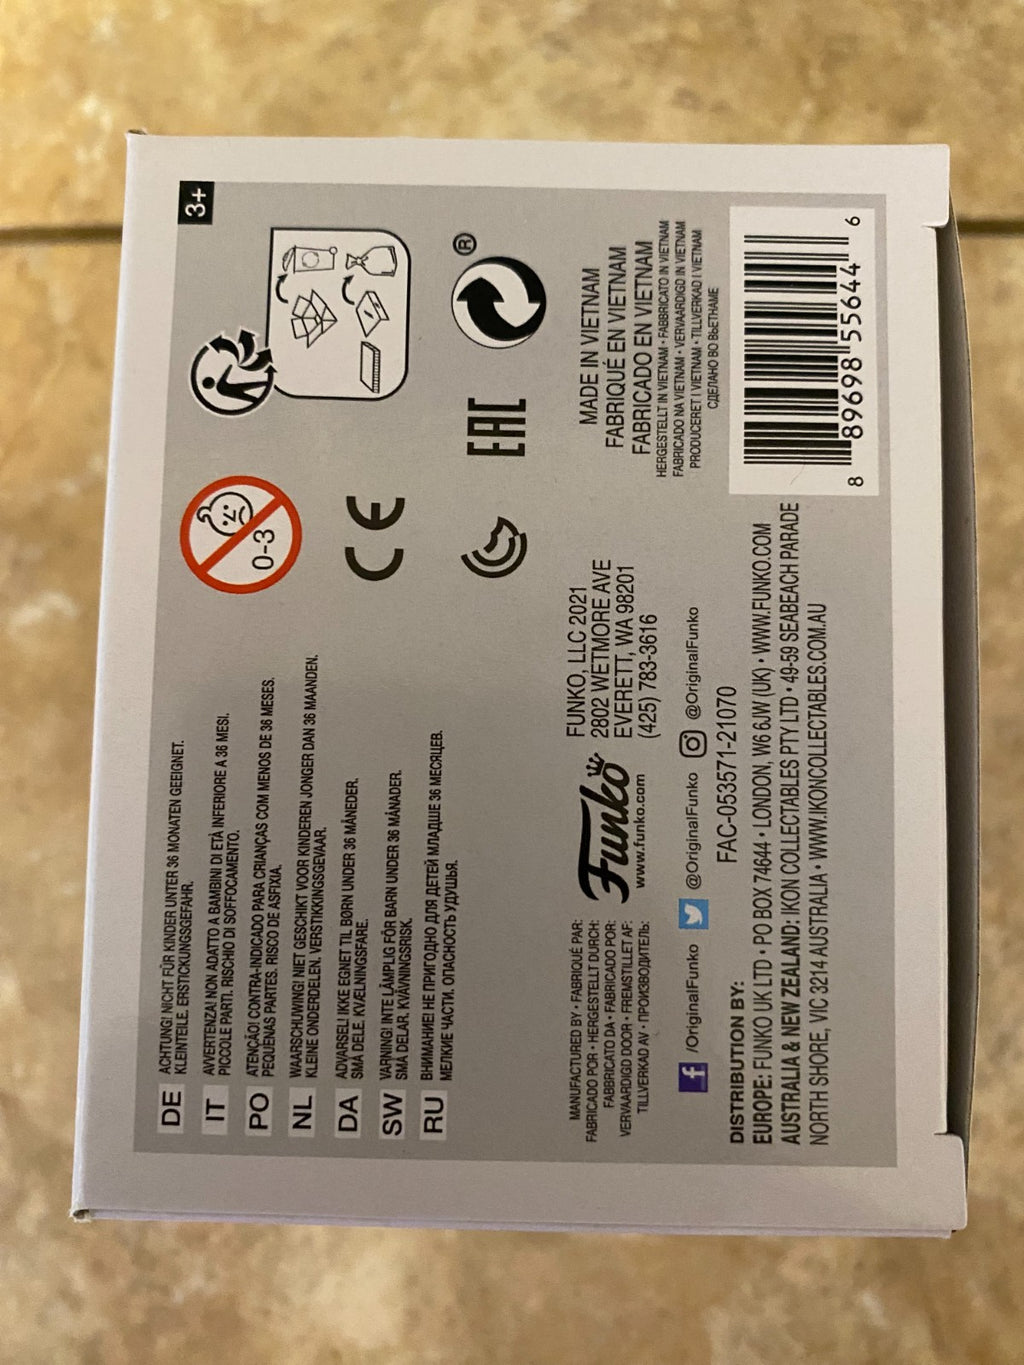 DE ACHTUNG! NICHT FÜR KINDER UNTER 36 MONATEN GEEIGNET.
KLEINTEILE. ERSTICKUNGSGEFAHR.
IT AVVERTENZA! NON ADATTO A BAMBINI DI ETÀ INFERIORE A 36 MESI.
PICCOLE PARTI. RISCHIO DI SOFFOCAMENTO.
PO ATENÇÃO! CONTRA-INDICADO PARA CRIANÇAS COM MENOS DE 36 MESES.
PEQUENAS PARTES. RISCO DE ASFIXIA.
NL WAARSCHUWING! NIET GESCHIKT VOOR KINDEREN JONGER DAN 36 MAANDEN.
KLEINE ONDERDELEN. VERSTIKKINGSGEVAAR.
DA ADVARSEL! IKKE EGNET TIL BØRN UNDER 36 MÅNEDER.
SMÅ DELE. KVÆLNINGSFARE.
SW VARNING! INTE LÄMPLIG FÖR BARN UNDER 36 MÅNADER.
SMÅ DELAR. KVÄVNINGSRISK.
RU ВНИМАНИЕ! НЕ ПРИГОДНО ДЛЯ ДЕТЕЙ МЛАДШЕ 36 МЕСЯЦЕВ.
МЕЛКИЕ ЧАСТИ. ОПАСНОСТЬ УДУШЬЯ.
0-3
3+
CE
EAC
®
MANUFACTURED BY • FABRIQUÉ PAR:
FABRICADO POR • HERGESTELLT DURCH:
FABBRICATO DA • FABRICADO POR:
VERVAARDIGD DOOR • FREMSTILLET AF:
TILLVERKAD AV • ПРОИЗВОДИТЕЛЬ:
Funko
www.funko.com
FUNKO, LLC 2021
2802 WETMORE AVE
EVERETT, WA 98201
(425) 783-3616
f /OriginalFunko @OriginalFunko @OriginalFunko
FAC-053571-21070
DISTRIBUTION BY:
EUROPE: FUNKO UK LTD • PO BOX 74644 • LONDON, W6 6JW (UK) • WWW.FUNKO.COM
AUSTRALIA & NEW ZEALAND: IKON COLLECTABLES PTY LTD • 49-59 SEABEACH PARADE
NORTH SHORE, VIC 3214 AUSTRALIA • WWW.IKONCOLLECTABLES.COM.AU
MADE IN VIETNAM
FABRIQUÉ EN VIETNAM
FABRICADO EN VIETNAM
HERGESTELLT IN VIETNAM • FABBRICATO IN VIETNAM
FABRICADO NA VIETNAM • VERVAARDIGD IN VIETNAM
PRODUCERET I VIETNAM • TILLVERKAD I VIETNAM
СДЕЛАНО ВО ВЬЕТНАМЕ
8 89698 55644 6